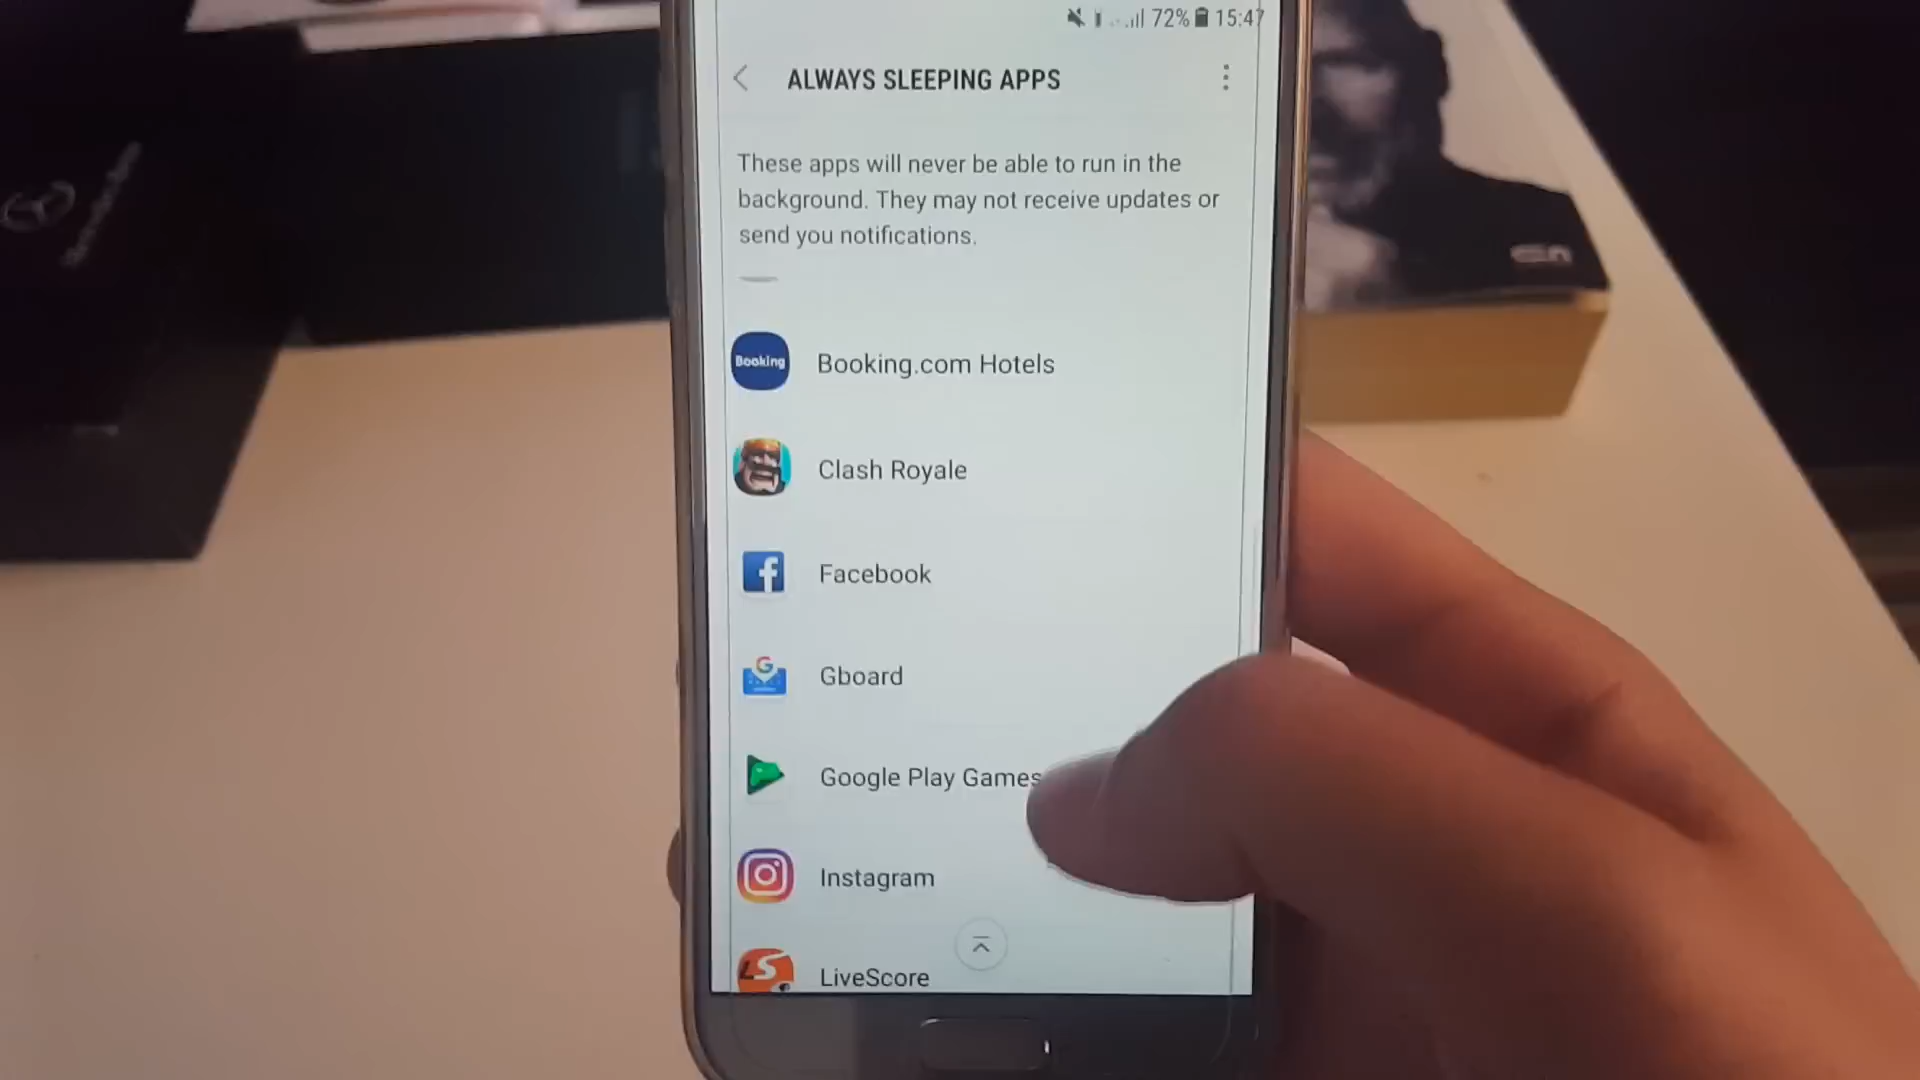 72% 15:47
ALWAYS SLEEPING APPS
These apps will never be able to run in the
background. They may not receive updates or
send you notifications.
Booking
Booking.com Hotels
Clash Royale
Facebook
G
Gboard
Google Play Games
Instagram
LS
LiveScore